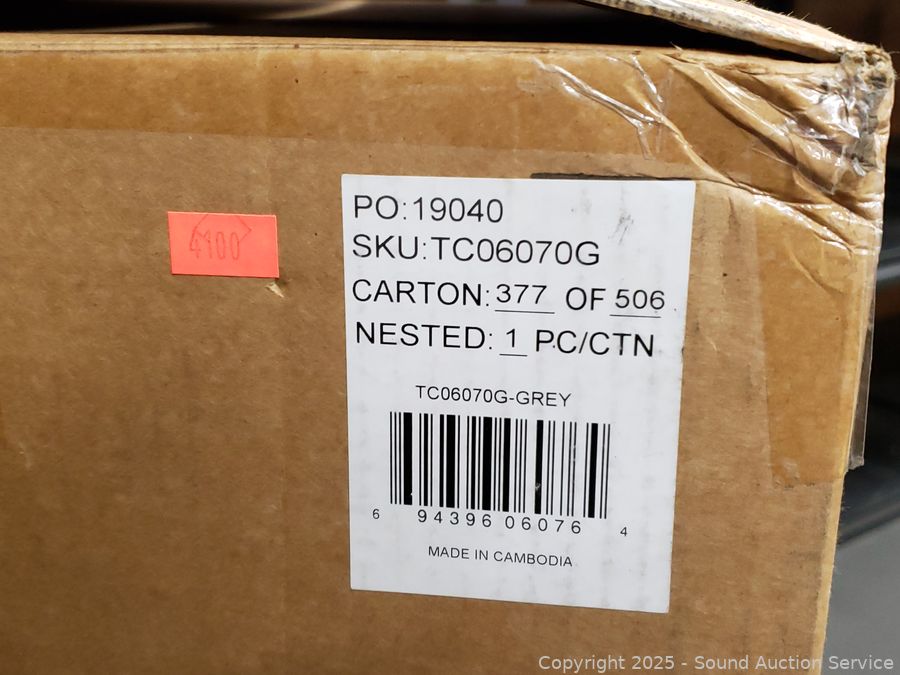 4100
PO:19040
SKU:TC06070G
CARTON: 377 OF 506
NESTED: 1 PC/CTN
TC06070G-GREY
6 94396 06076 4
MADE IN CAMBODIA
Copyright 2025 - Sound Auction Service